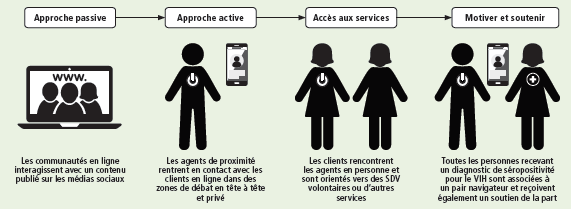 Approche passive
Approche active
Accès aux services
Motiver et soutenir
www.
Les communautés en ligne
interagissent avec un contenu
publié sur les médias sociaux
Les agents de proximité
rentrent en contact avec les
clients en ligne dans des
zones de débat en tête à tête
et privé
Les clients rencontrent
les agents en personne et
sont orientés vers des SDV
volontaires ou d’autres
services
Toutes les personnes recevant
un diagnostic de séropositivité
pour le VIH sont associées à
un pair navigateur et reçoivent
également un soutien de la part